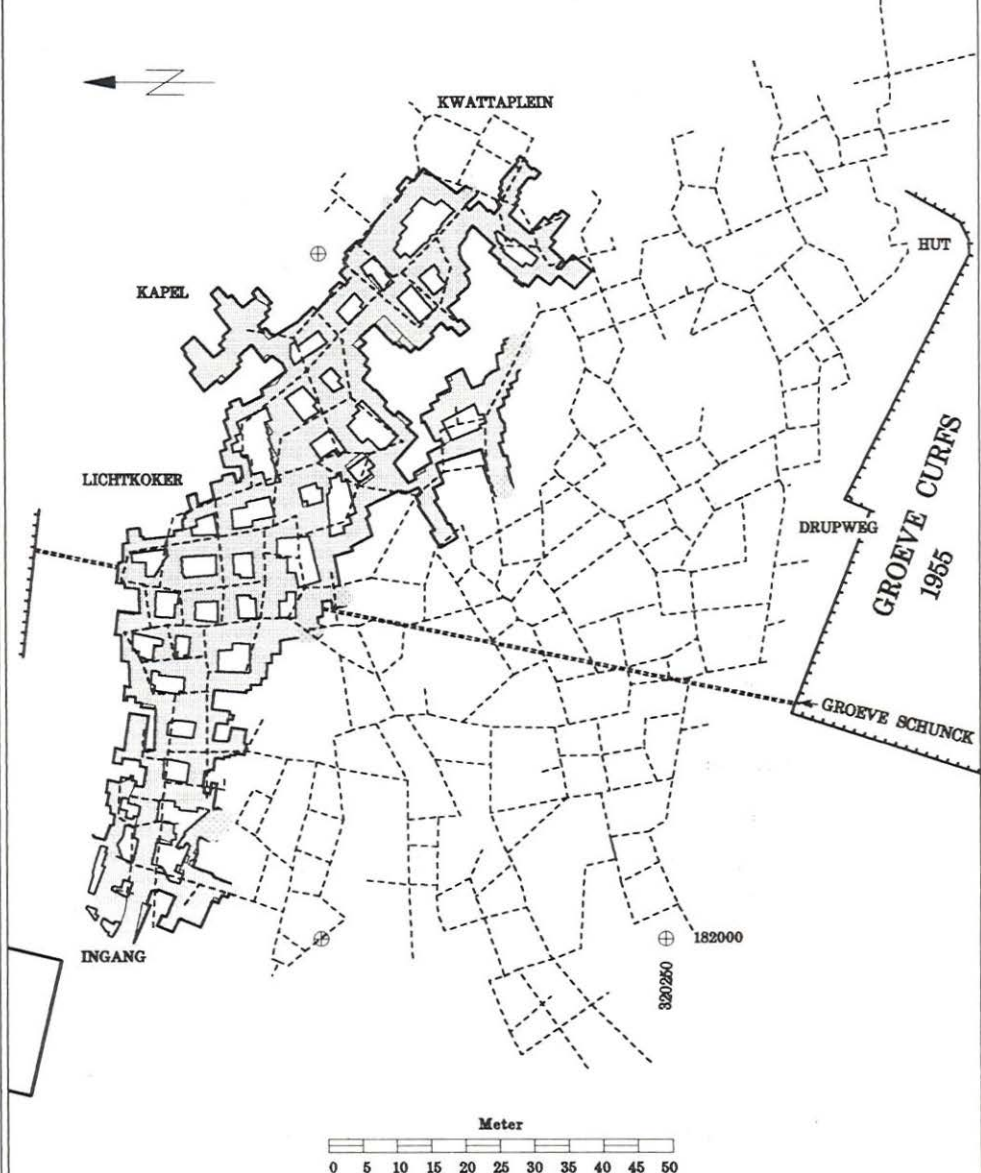 N
KWATTAPLEIN
HUT
KAPEL
LICHTKOKER
DRUPWEG
GROEVE CURFS
1955
GROEVE SCHUNCK
INGANG
182000
320250
Meter
0 5 10 15 20 25 30 35 40 45 50